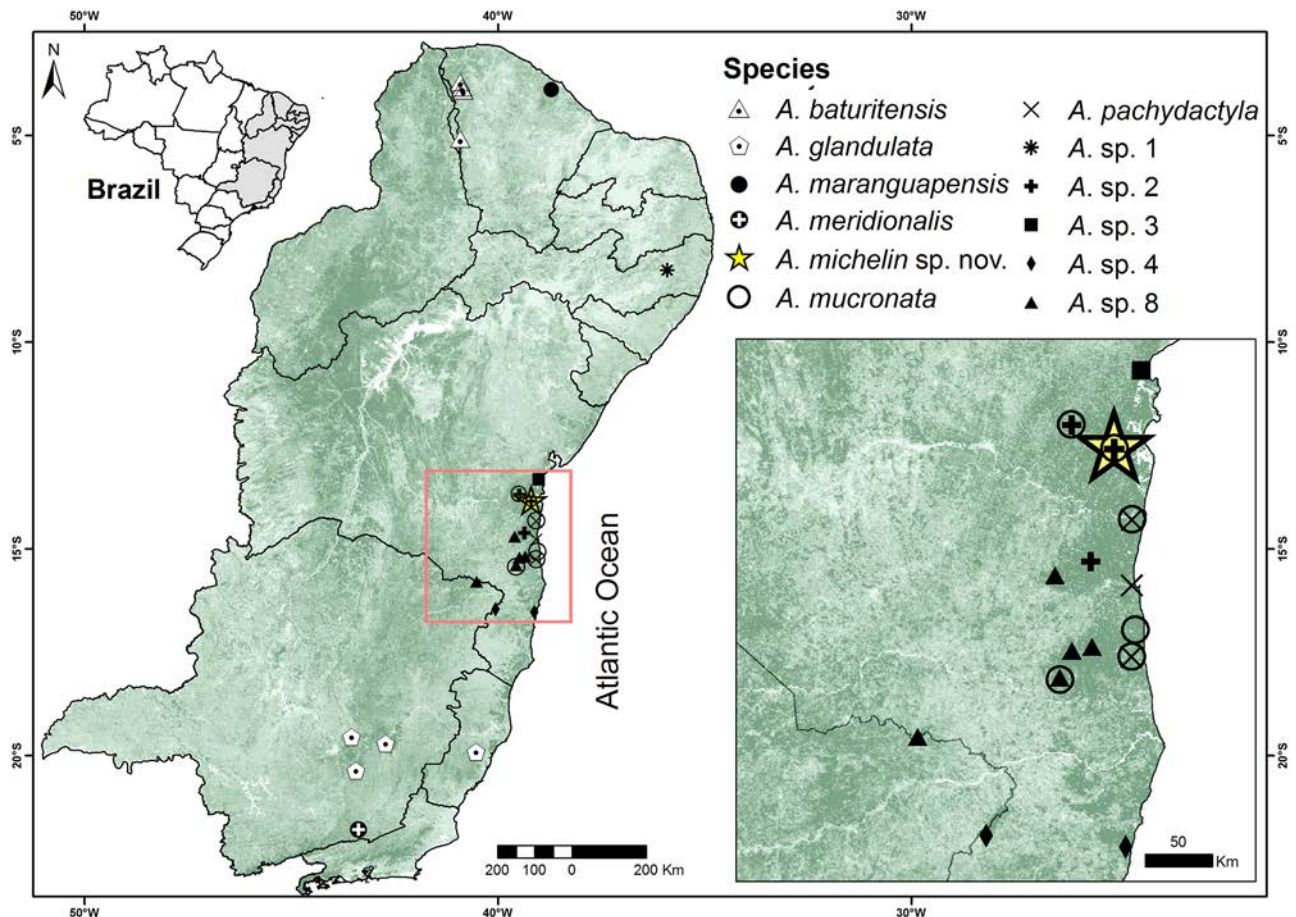 50°W
40°W
30°W
N
Brazil
Species
A. baturitensis
A. glandulata
A. maranguapensis
A. meridionalis
A. michelin sp. nov.
A. mucronata
A. pachydactyla
A. sp. 1
A. sp. 2
A. sp. 3
A. sp. 4
A. sp. 8
5°S
5°S
10°S
10°S
15°S
15°S
20°S
20°S
Atlantic Ocean
200 100 0 200 Km
50
Km
50°W
40°W
30°W